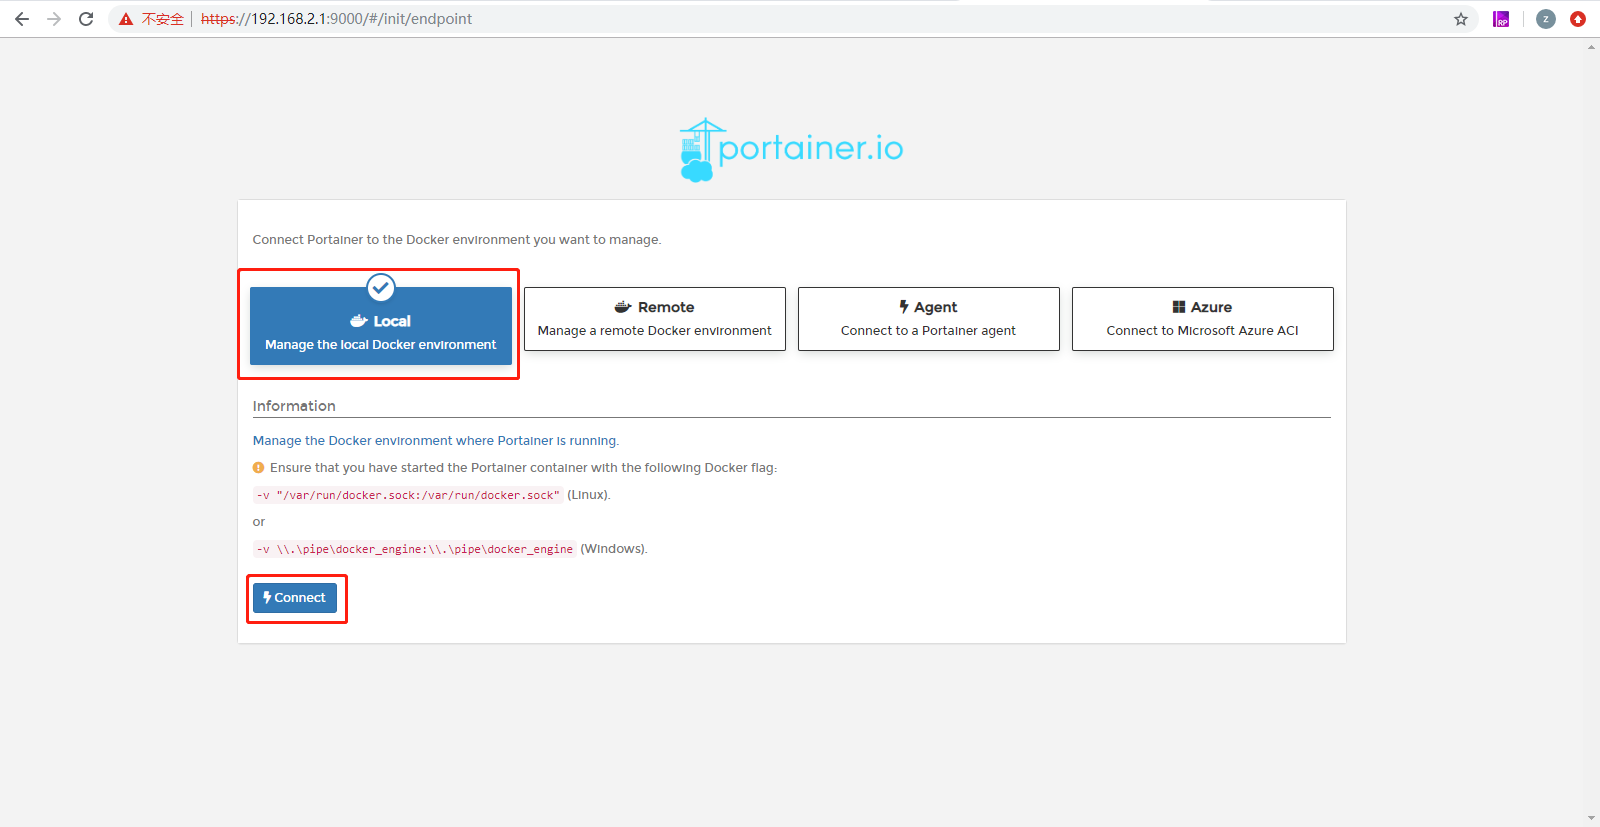 不安全 https://192.168.2.1:9000/#/init/endpoint
RP
Z
portainer.io
Connect Portainer to the Docker environment you want to manage.
Local
Manage the local Docker environment
Remote
Manage a remote Docker environment
Agent
Connect to a Portainer agent
Azure
Connect to Microsoft Azure ACI
Information
Manage the Docker environment where Portainer is running.
Ensure that you have started the Portainer container with the following Docker flag:
-v "/var/run/docker.sock:/var/run/docker.sock" (Linux).
or
-v \\.\pipe\docker_engine:\\.\pipe\docker_engine (Windows).
Connect